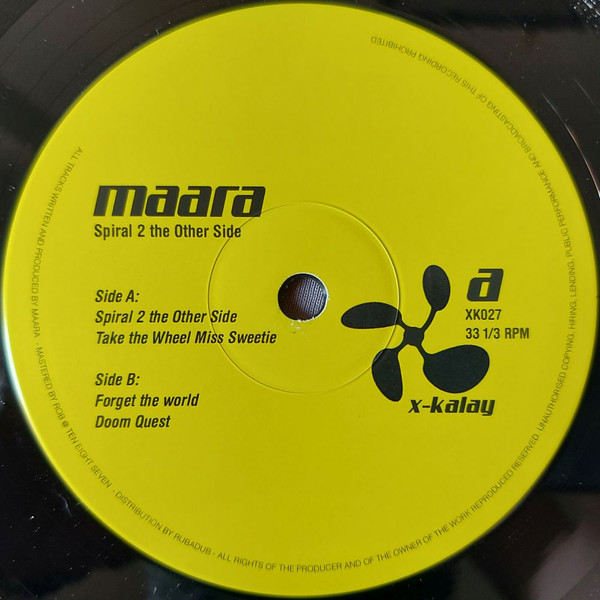 maara
Spiral 2 the Other Side
Side A:
Spiral 2 the Other Side
Take the Wheel Miss Sweetie
Side B:
Forget the world
Doom Quest
a
XK027
33 1/3 RPM
x-kalay
ALL TRACKS WRITTEN AND PRODUCED BY MAARA - MASTERED BY ROB @ TEN EIGHT SEVEN - DISTRIBUTION BY RUBADUB - ALL RIGHTS OF THE PRODUCER AND OF THE OWNER OF THE WORK REPRODUCED RESERVED. UNAUTHORISED COPYING, HIRING, LENDING, PUBLIC PERFORMANCE AND BROADCASTING OF THIS RECORDING PROHIBITED